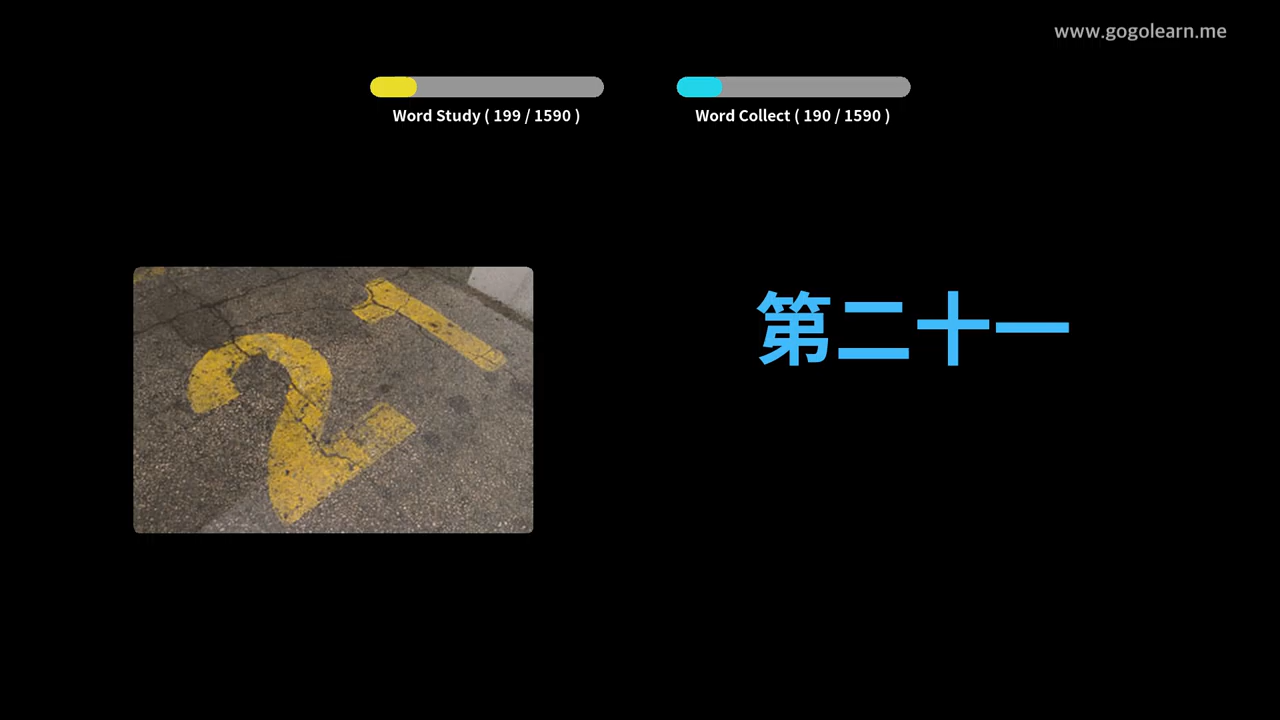 www.gogolearn.me
Word Study ( 199 / 1590 )
Word Collect ( 190 / 1590 )
21
第二十一